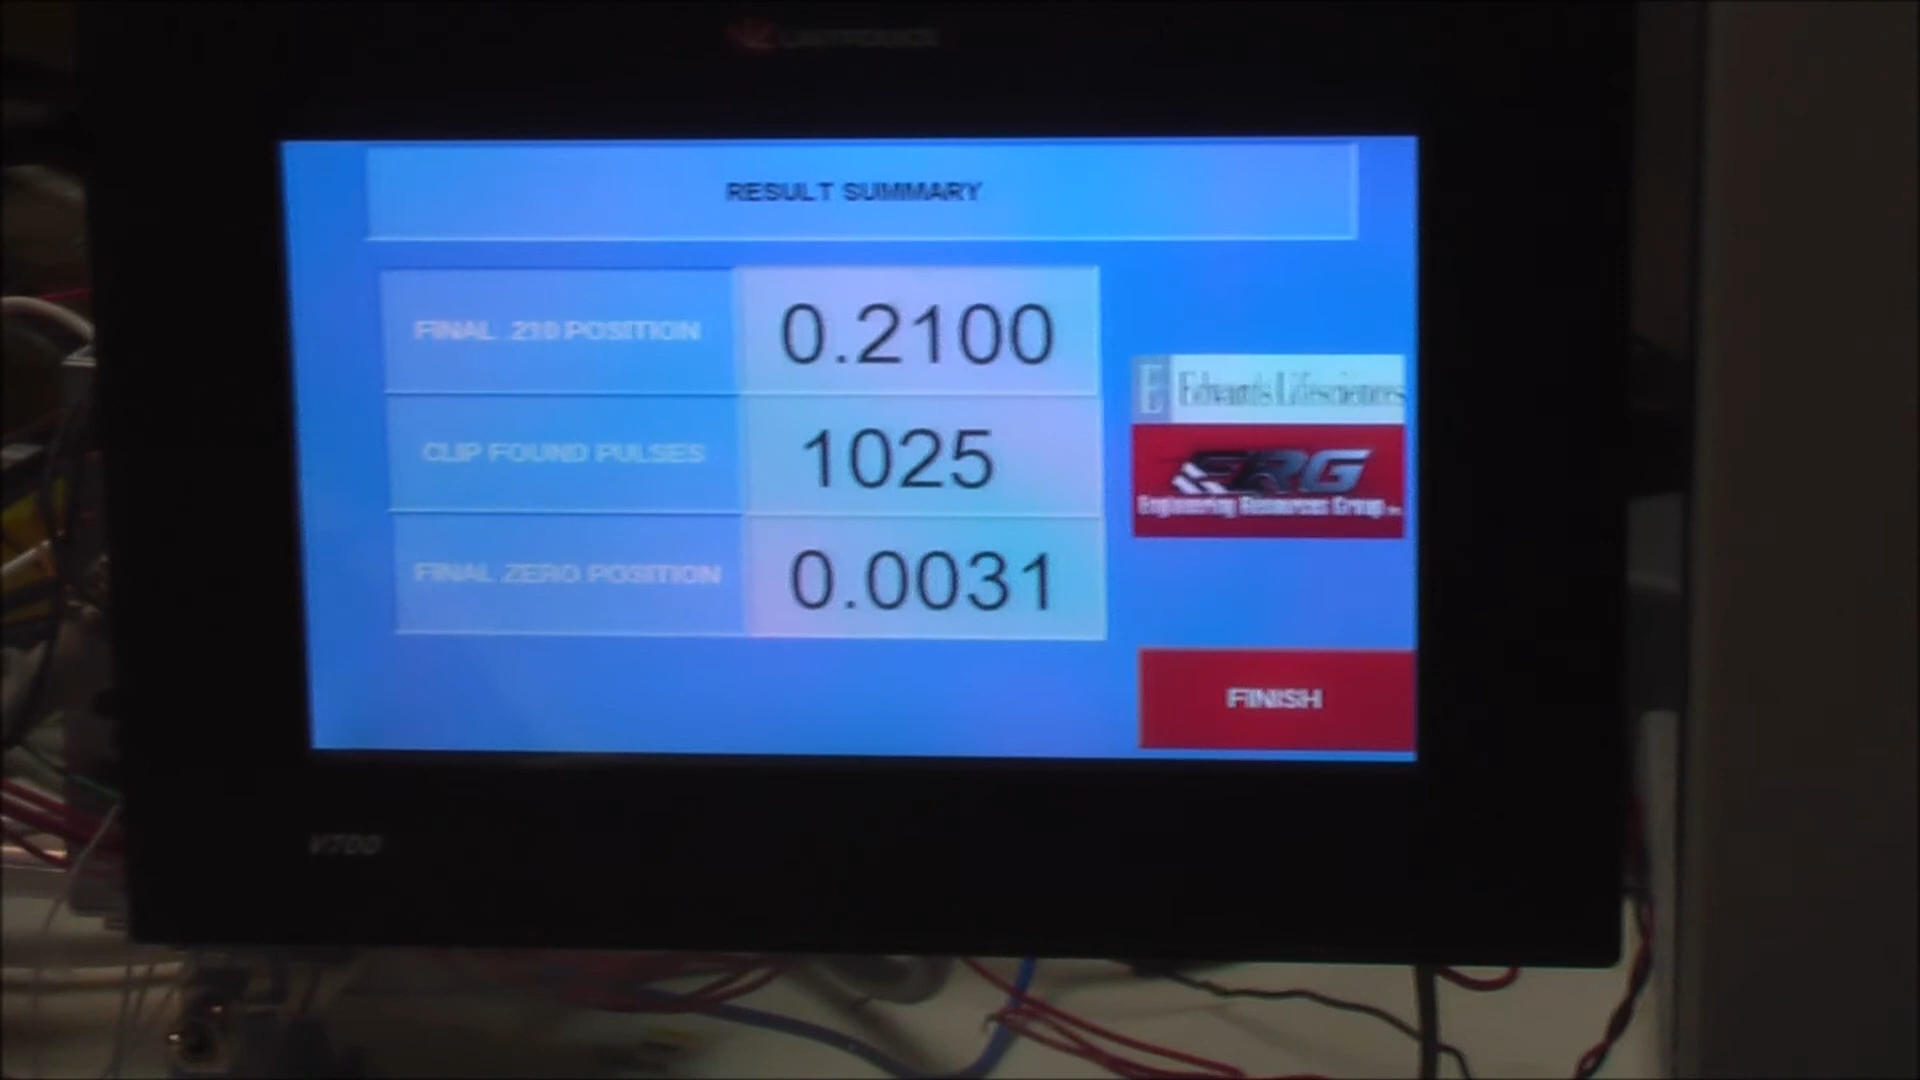 UNITRONICS
RESULT SUMMARY
FINAL .210 POSITION
0.2100
CLIP FOUND PULSES
1025
FINAL ZERO POSITION
0.0031
E Edwards Lifesciences
ERG
Engineering Resources Group
FINISH
V700